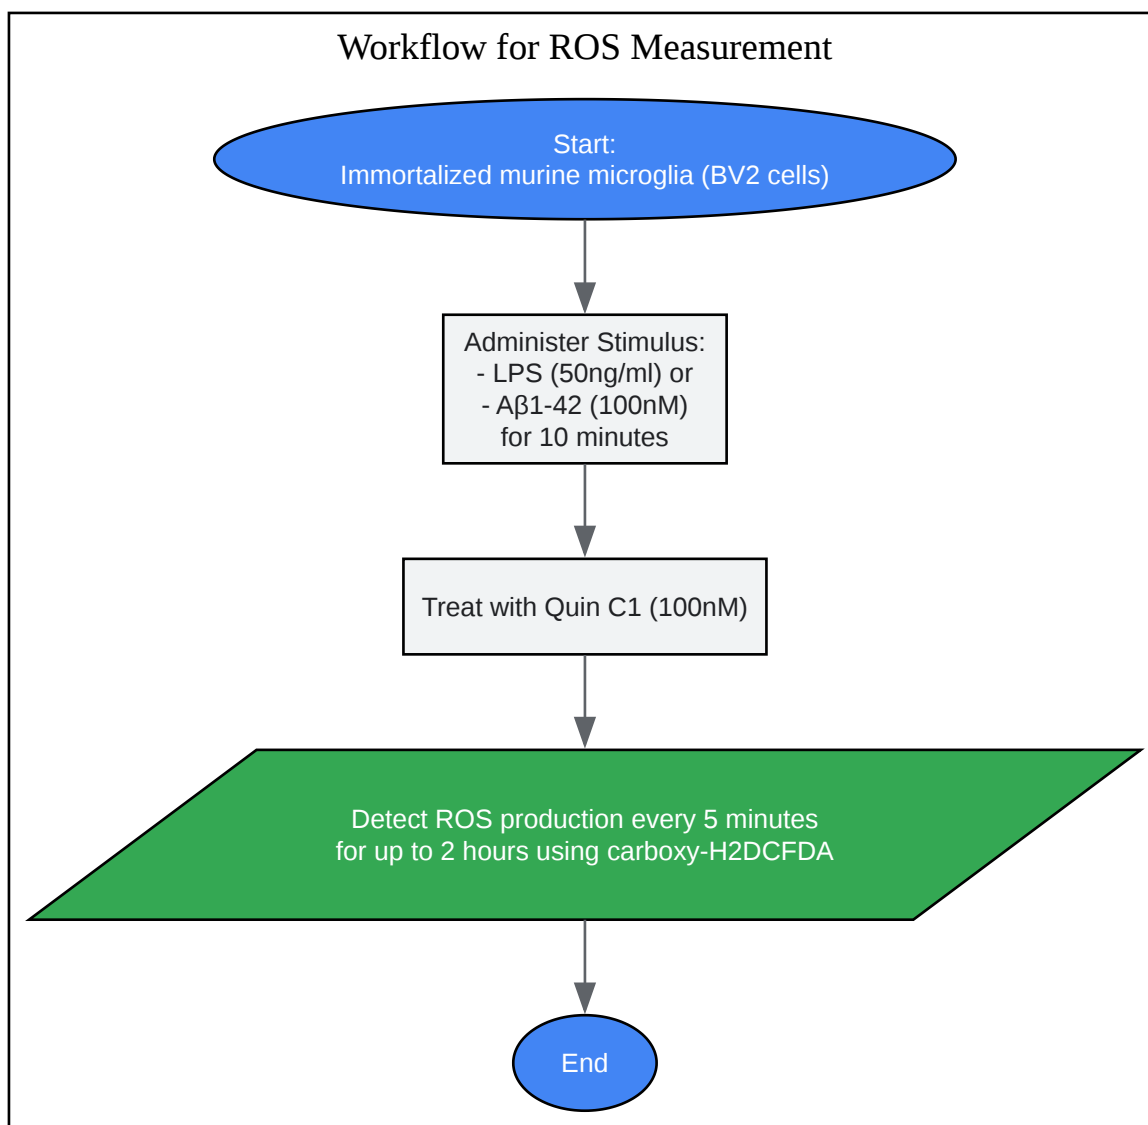 Workflow for ROS Measurement
Start:
Immortalized murine microglia (BV2 cells)
Administer Stimulus:
- LPS (50ng/ml) or
- Aβ1-42 (100nM)
for 10 minutes
Treat with Quin C1 (100nM)
Detect ROS production every 5 minutes
for up to 2 hours using carboxy-H2DCFDA
End